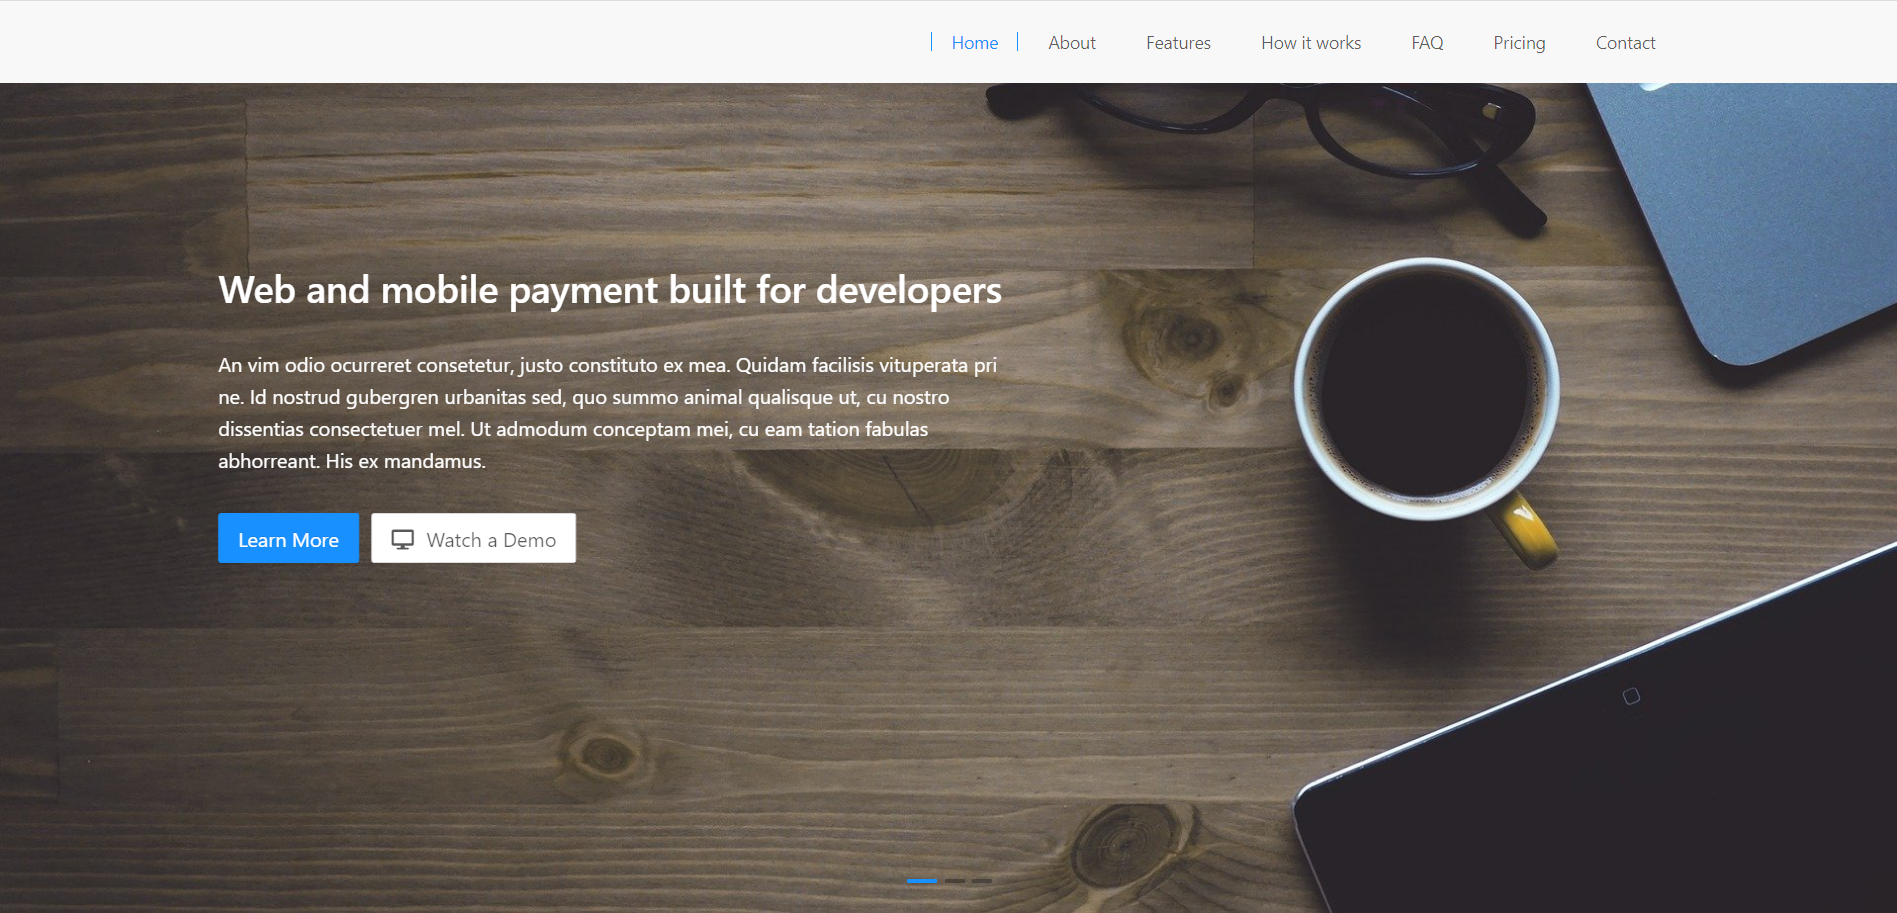 Home About Features How it works FAQ Pricing Contact
Web and mobile payment built for developers
An vim odio ocurreret consetetur, justo constituto ex mea. Quidam facilisis vituperata pri
ne. Id nostrud gubergren urbanitas sed, quo summo animal qualisque ut, cu nostro
dissentias consectetuer mel. Ut admodum conceptam mei, cu eam tation fabulas
abhorreant. His ex mandamus.
Learn More Watch a Demo